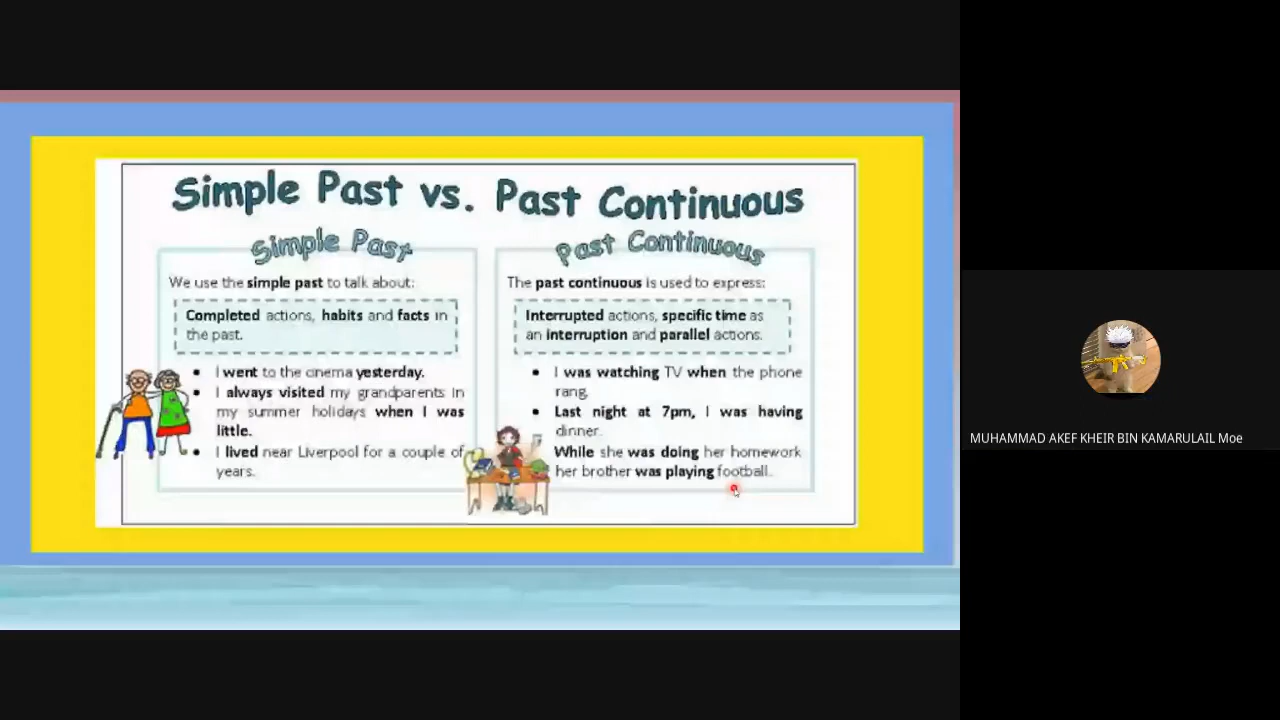 Simple Past vs. Past Continuous
Simple Past
We use the simple past to talk about:
Completed actions, habits and facts in
the past.
I went to the cinema yesterday.
I always visited my grandparents in
my summer holidays when I was
little.
I lived near Liverpool for a couple of
years.
Past Continuous
The past continuous is used to express:
Interrupted actions, specific time as
an interruption and parallel actions.
I was watching TV when the phone
rang.
Last night at 7pm, I was having
dinner.
While she was doing her homework
her brother was playing football.
MUHAMMAD AKEF KHEIR BIN KAMARULAIL Moe